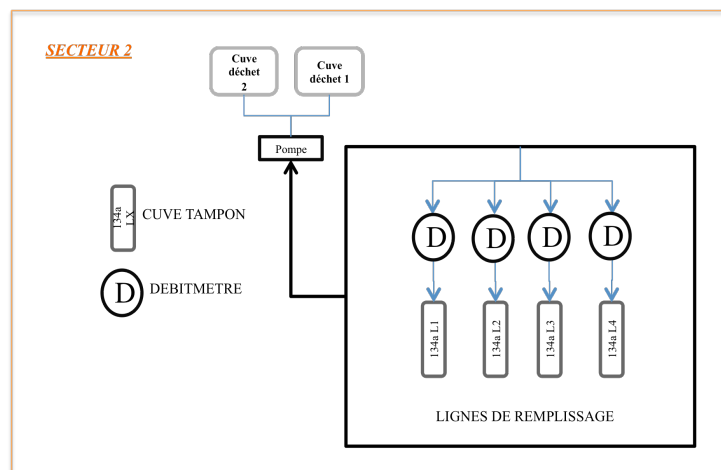 SECTEUR 2
Cuve
déchet
2
Cuve
déchet 1
Pompe
134a
LX
CUVE TAMPON
D
DEBITMETRE
D
D
D
D
134a L1
134a L2
134a L3
134a L4
LIGNES DE REMPLISSAGE